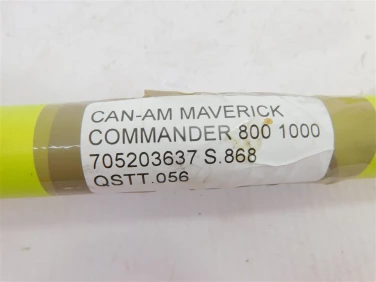 CAN-AM MAVERICK
COMMANDER 800 1000
705203637 S.868
QSTT.056